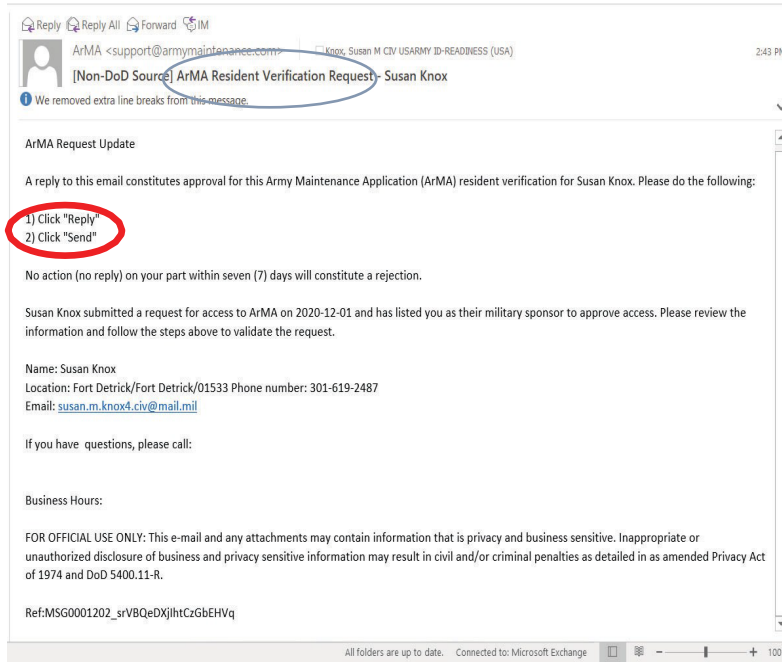 Reply Reply All Forward IM
ArMA <support@armymaintenance.com> Knox, Susan M CIV USARMY ID-READINESS (USA) 2:43 PM
[Non-DoD Source] ArMA Resident Verification Request - Susan Knox
We removed extra line breaks from this message.
ArMA Request Update
A reply to this email constitutes approval for this Army Maintenance Application (ArMA) resident verification for Susan Knox. Please do the following:
1) Click "Reply"
2) Click "Send"
No action (no reply) on your part within seven (7) days will constitute a rejection.
Susan Knox submitted a request for access to ArMA on 2020-12-01 and has listed you as their military sponsor to approve access. Please review the
information and follow the steps above to validate the request.
Name: Susan Knox
Location: Fort Detrick/Fort Detrick/01533 Phone number: 301-619-2487
Email: susan.m.knox4.civ@mail.mil
If you have  questions, please call:
Business Hours:
FOR OFFICIAL USE ONLY: This e-mail and any attachments may contain information that is privacy and business sensitive. Inappropriate or
unauthorized disclosure of business and privacy sensitive information may result in civil and/or criminal penalties as detailed in as amended Privacy Act
of 1974 and DoD 5400.11-R.
Ref:MSG0001202_srVBQeDXjlhtCzGbEHVq
All folders are up to date. Connected to: Microsoft Exchange 100